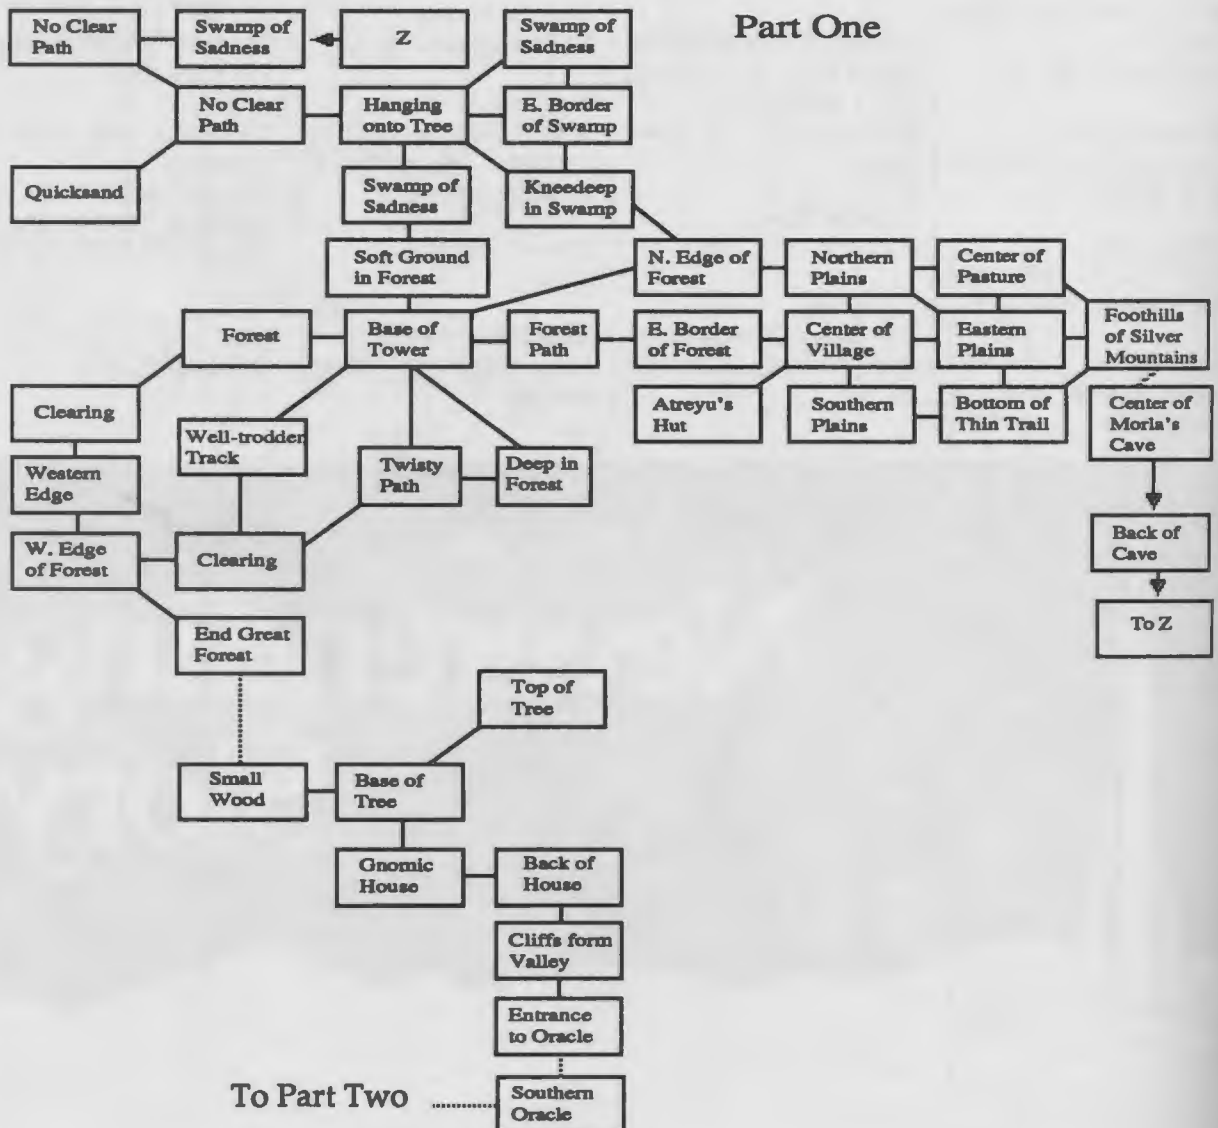 Part One
No Clear
Path
Swamp of
Sadness
Z
Swamp of
Sadness
No Clear
Path
Hanging
onto Tree
E. Border
of Swamp
Quicksand
Swamp of
Sadness
Kneedeep
in Swamp
Soft Ground
in Forest
N. Edge of
Forest
Northern
Plains
Center of
Pasture
Forest
Base of
Tower
Forest
Path
E. Border
of Forest
Center of
Village
Eastern
Plains
Foothills
of Silver
Mountains
Clearing
Well-trodden
Track
Atreyu's
Hut
Southern
Plains
Bottom of
Thin Trail
Center of
Morla's
Cave
Western
Edge
Twisty
Path
Deep in
Forest
W. Edge
of Forest
Clearing
Back of
Cave
End Great
Forest
To Z
Top of
Tree
Small
Wood
Base of
Tree
Gnomic
House
Back of
House
Cliffs form
Valley
Entrance
to Oracle
To Part Two
Southern
Oracle